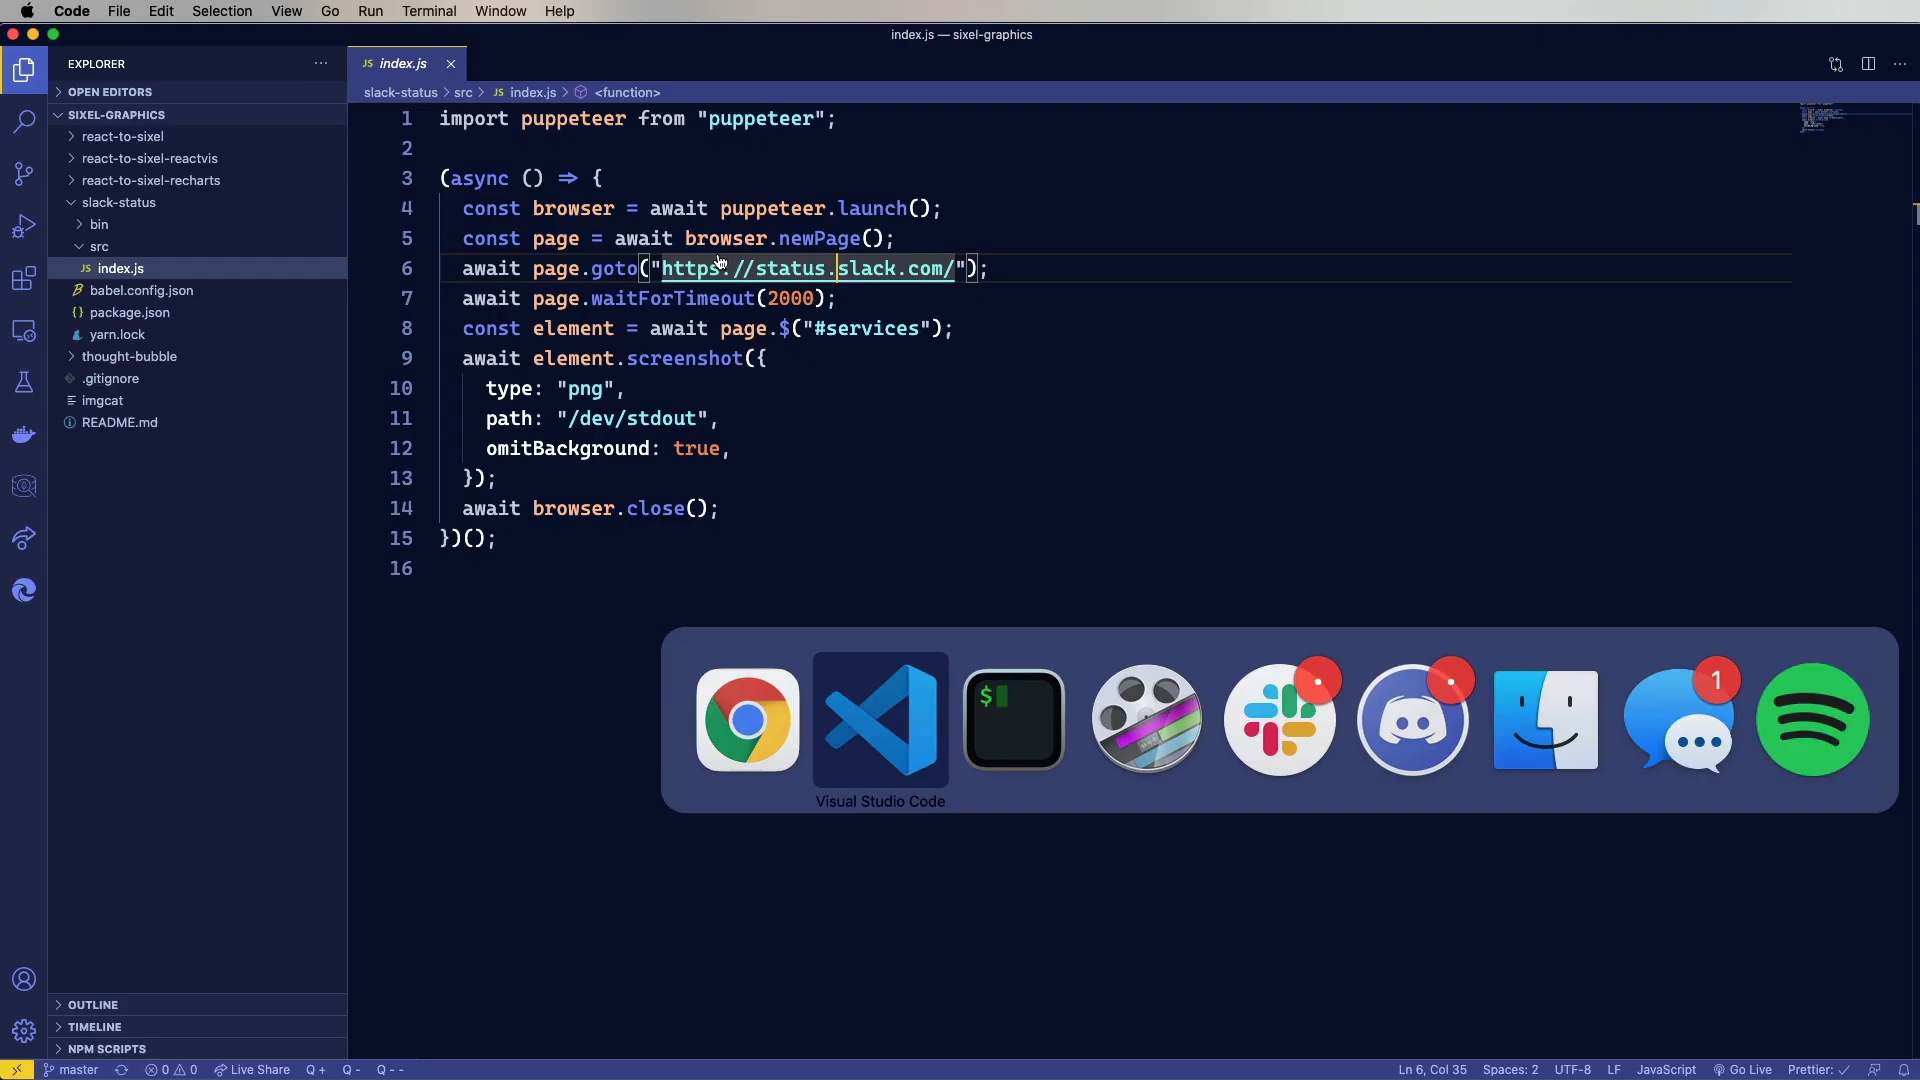 Code File Edit Selection View Go Run Terminal Window Help
index.js — sixel-graphics
EXPLORER
OPEN EDITORS
SIXEL-GRAPHICS
react-to-sixel
react-to-sixel-reactvis
react-to-sixel-recharts
slack-status
bin
src
JS index.js
babel.config.json
{} package.json
yarn.lock
thought-bubble
.gitignore
imgcat
README.md
OUTLINE
TIMELINE
NPM SCRIPTS
JS index.js
slack-status > src > JS index.js > <function>
1 import puppeteer from "puppeteer";
2
3 (async () => {
4 const browser = await puppeteer.launch();
5 const page = await browser.newPage();
6 await page.goto("https://status.slack.com/");
7 await page.waitForTimeout(2000);
8 const element = await page.$("#services");
9 await element.screenshot({
10 type: "png",
11 path: "/dev/stdout",
12 omitBackground: true,
13 });
14 await browser.close();
15 })();
16
$
1
Visual Studio Code
master 0 0 Live Share Q + Q - Q - - Ln 6, Col 35 Spaces: 2 UTF-8 LF JavaScript Go Live Prettier: ✓